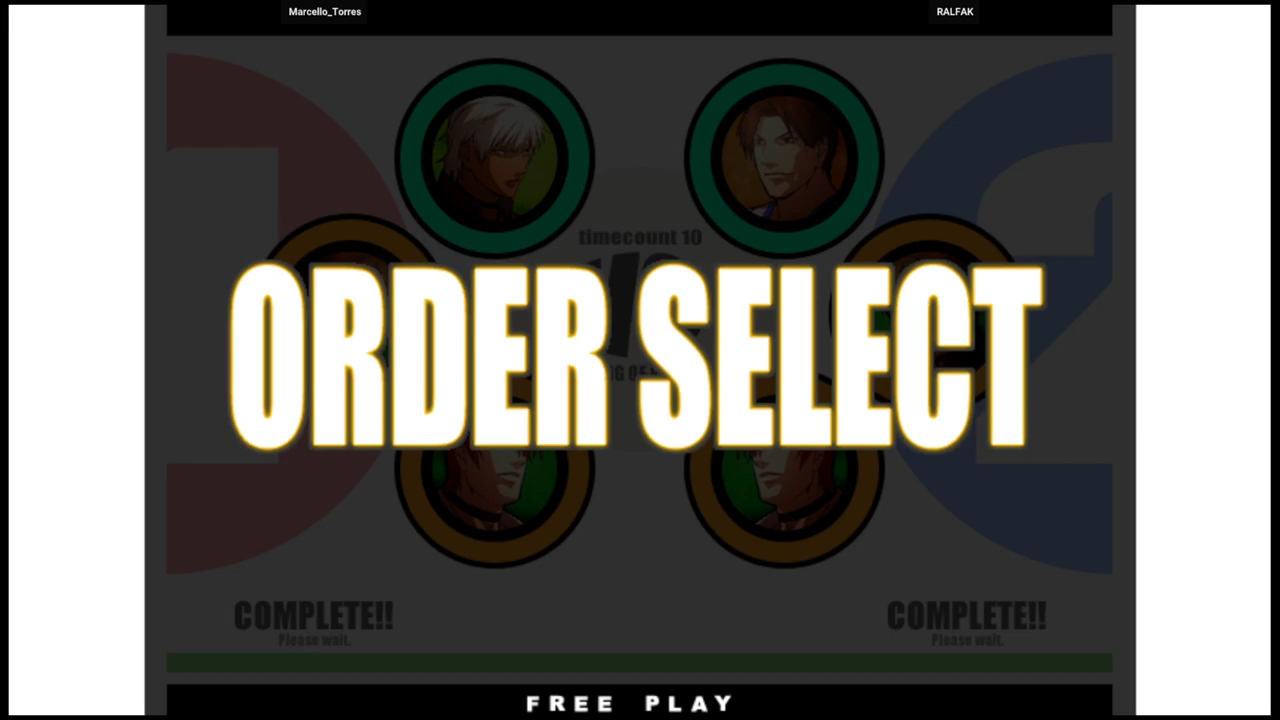 Marcello_Torres
RALFAK
timecount 10
ORDER SELECT
COMPLETE!!
Please wait.
COMPLETE!!
Please wait.
FREE PLAY